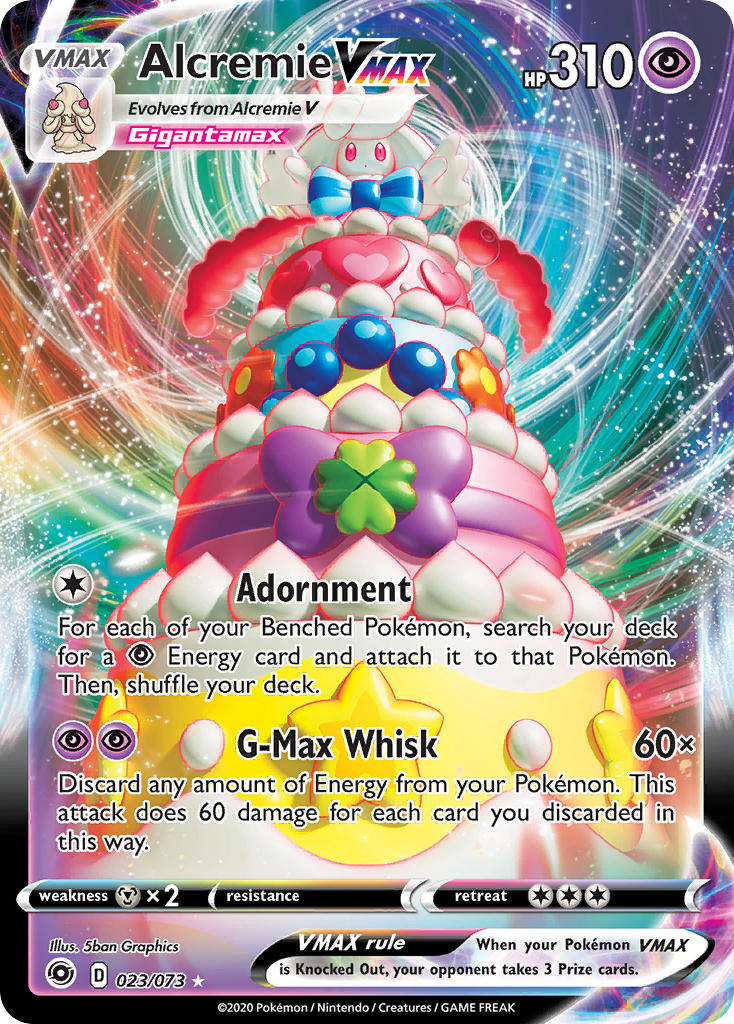 VMAX
Alcremie VMAX
HP 310
Evolves from Alcremie V
Gigantamax
Adornment
For each of your Benched Pokémon, search your deck
for a Energy card and attach it to that Pokémon.
Then, shuffle your deck.
G-Max Whisk 60×
Discard any amount of Energy from your Pokémon. This
attack does 60 damage for each card you discarded in
this way.
weakness ×2 resistance retreat
Illus. 5ban Graphics
VMAX rule
When your Pokémon VMAX
is Knocked Out, your opponent takes 3 Prize cards.
D 023/073 ★
©2020 Pokémon / Nintendo / Creatures / GAME FREAK